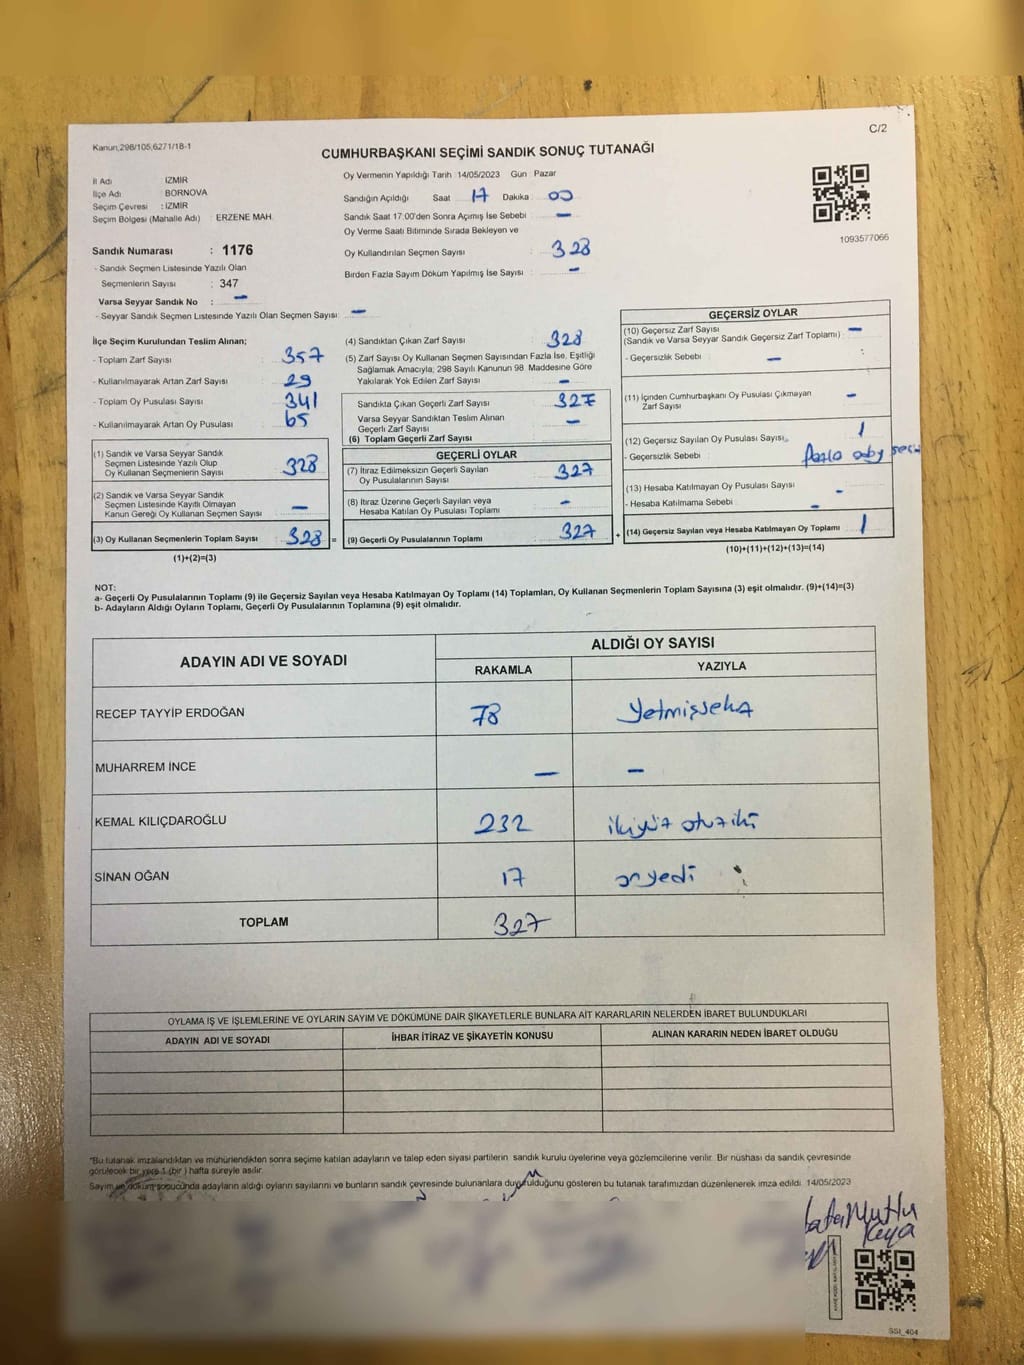 Kanun,298/105,6271/18-1
C/2
CUMHURBAŞKANI SEÇİMİ SANDIK SONUÇ TUTANAĞI
İl Adı İZMİR
İlçe Adı BORNOVA
Seçim Çevresi : İZMİR
Seçim Bölgesi (Mahalle Adı) : ERZENE MAH.
Sandık Numarası : 1176
- Sandık Seçmen Listesinde Yazılı Olan
Seçmenlerin Sayısı : 347
Varsa Seyyar Sandık No : –
- Seyyar Sandık Seçmen Listesinde Yazılı Olan Seçmen Sayısı: –
Oy Vermenin Yapıldığı Tarih 14/05/2023 Gün Pazar
Sandığın Açıldığı Saat 17 Dakika 00
Sandık Saat 17:00'den Sonra Açımış İse Sebebi –
Oy Verme Saati Bitiminde Sırada Bekleyen ve
Oy Kullandırılan Seçmen Sayısı 328
Birden Fazla Sayım Döküm Yapılmış İse Sayısı : –
1093577066
İlçe Seçim Kurulundan Teslim Alınan;
- Toplam Zarf Sayısı 357
- Kullanılmayarak Artan Zarf Sayısı 29
- Toplam Oy Pusulası Sayısı 341
- Kullanılmayarak Artan Oy Pusulası 65
(1) Sandık ve Varsa Seyyar Sandık
Seçmen Listesinde Yazılı Olup
Oy Kullanan Seçmenlerin Sayısı 328
(2) Sandık ve Varsa Seyyar Sandık
Seçmen Listesinde Kayıtlı Olmayan
Kanun Gereği Oy Kullanan Seçmen Sayısı –
(3) Oy Kullanan Seçmenlerin Toplam Sayısı 328 =
(1)+(2)=(3)
(4) Sandıktan Çıkan Zarf Sayısı 328
(5) Zarf Sayısı Oy Kullanan Seçmen Sayısından Fazla İse, Eşitliği
Sağlamak Amacıyla; 298 Sayılı Kanunun 98. Maddesine Göre
Yakılarak Yok Edilen Zarf Sayısı –
Sandıkta Çıkan Geçerli Zarf Sayısı 327
Varsa Seyyar Sandıktan Teslim Alınan
Geçerli Zarf Sayısı –
(6) Toplam Geçerli Zarf Sayısı
GEÇERLİ OYLAR
(7) İtiraz Edilmeksizin Geçerli Sayılan
Oy Pusulalarının Sayısı 327
(8) İtiraz Üzerine Geçerli Sayılan veya
Hesaba Katılan Oy Pusulası Toplamı –
(9) Geçerli Oy Pusulalarının Toplamı 327 +
GEÇERSİZ OYLAR
(10) Geçersiz Zarf Sayısı –
(Sandık ve Varsa Seyyar Sandık Geçersiz Zarf Toplamı)
- Geçersizlik Sebebi –
(11) İçinden Cumhurbaşkanı Oy Pusulası Çıkmayan
Zarf Sayısı –
(12) Geçersiz Sayılan Oy Pusulası Sayısı 1
- Geçersizlik Sebebi
(13) Hesaba Katılmayan Oy Pusulası Sayısı –
- Hesaba Katılmama Sebebi –
(14) Geçersiz Sayılan veya Hesaba Katılmayan Oy Toplamı 1
(10)+(11)+(12)+(13)=(14)
NOT:
a- Geçerli Oy Pusulalarının Toplamı (9) ile Geçersiz Sayılan veya Hesaba Katılmayan Oy Toplamı (14) Toplamları, Oy Kullanan Seçmenlerin Toplam Sayısına (3) eşit olmalıdır. (9)+(14)=(3)
b- Adayların Aldığı Oyların Toplamı, Geçerli Oy Pusulalarının Toplamına (9) eşit olmalıdır.
ADAYIN ADI VE SOYADI
ALDIĞI OY SAYISI
RAKAMLA YAZIYLA
RECEP TAYYİP ERDOĞAN 78 yetmişsekiz
MUHARREM İNCE – –
KEMAL KILIÇDAROĞLU 232 ikiyüz otuziki
SİNAN OĞAN 17 onyedi
TOPLAM 327
OYLAMA İŞ VE İŞLEMLERİNE VE OYLARIN SAYIM VE DÖKÜMÜNE DAİR ŞİKAYETLERLE BUNLARA AİT KARARLARIN NELERDEN İBARET BULUNDUKLARI
ADAYIN ADI VE SOYADI İHBAR İTİRAZ VE ŞİKAYETİN KONUSU ALINAN KARARIN NEDEN İBARET OLDUĞU
*Bu tutanak imzalandıktan ve mühürlendikten sonra seçime katılan adayların ve talep eden siyasi partilerin sandık kurulu üyelerine veya gözlemcilerine verilir. Bir nüshası da sandık çevresinde
görülecek bir yere 1 (bir) hafta süreyle asılır.
Sayım ve döküm sonucunda adayların aldığı oyların sayılarını ve bunların sandık çevresinde bulunanlara duyurulduğunu gösteren bu tutanak tarafımızdan düzenlenerek imza edildi. 14/05/2023
Mutlu
Kaya
SSI_404